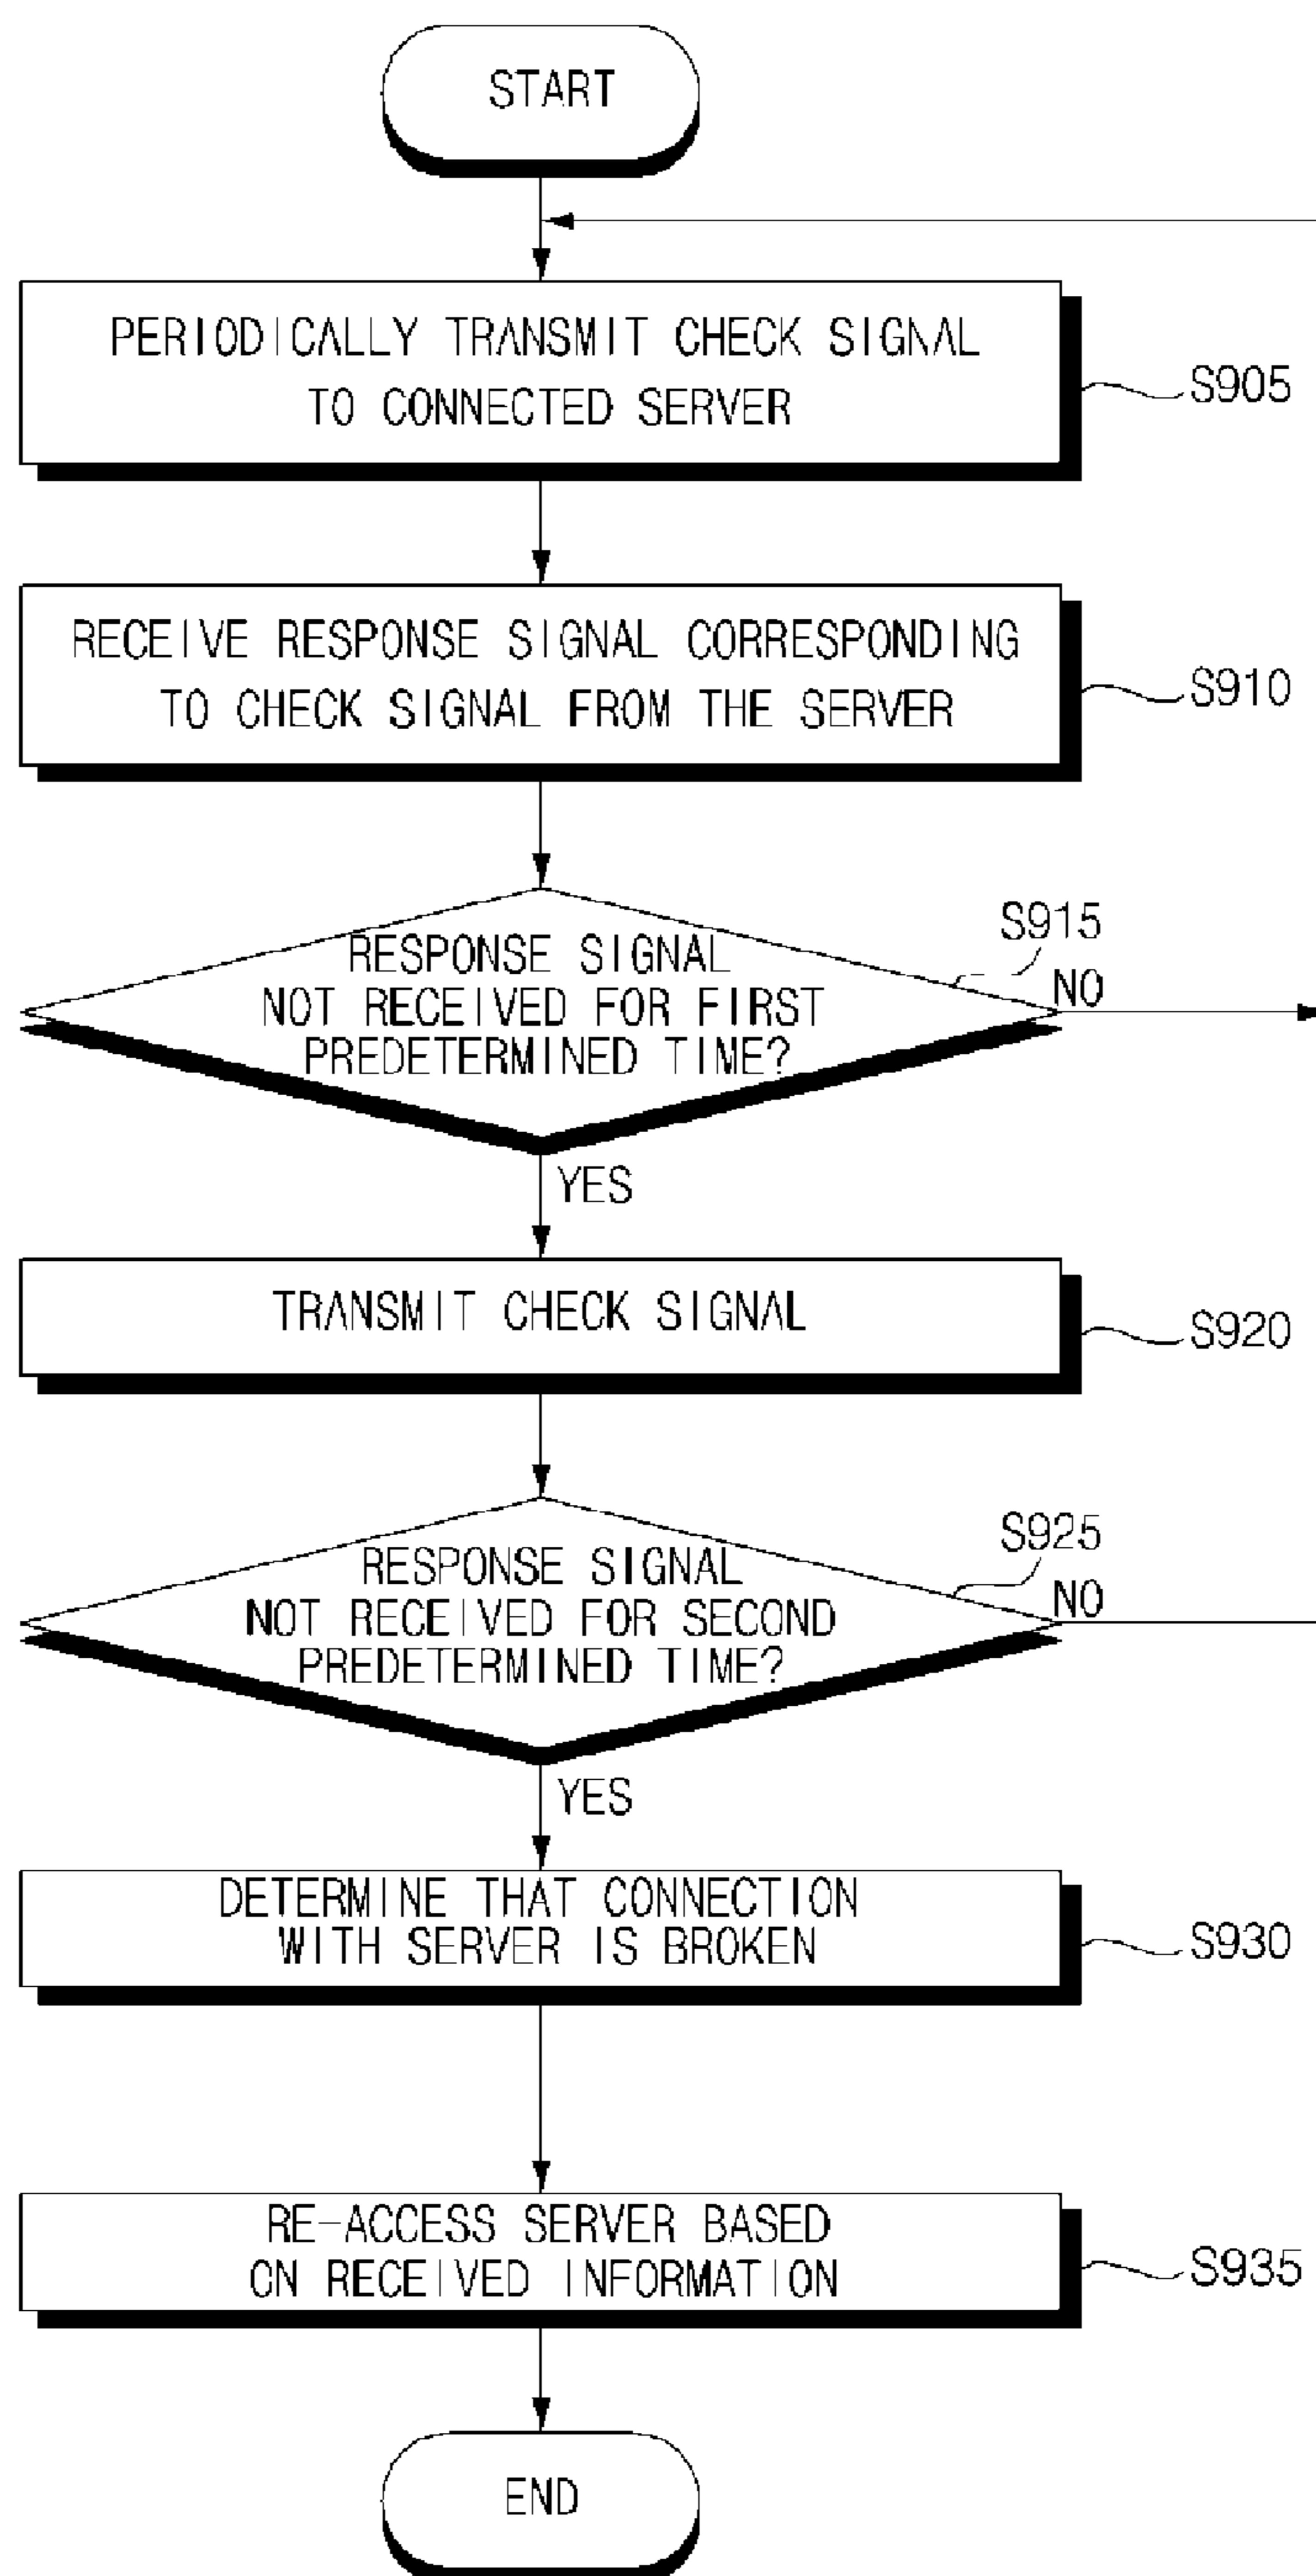 START
PERIODICALLY TRANSMIT CHECK SIGNAL
TO CONNECTED SERVER
S905
RECEIVE RESPONSE SIGNAL CORRESPONDING
TO CHECK SIGNAL FROM THE SERVER
S910
RESPONSE SIGNAL
NOT RECEIVED FOR FIRST
PREDETERMINED TIME?
S915
NO
YES
TRANSMIT CHECK SIGNAL
S920
RESPONSE SIGNAL
NOT RECEIVED FOR SECOND
PREDETERMINED TIME?
S925
NO
YES
DETERMINE THAT CONNECTION
WITH SERVER IS BROKEN
S930
RE-ACCESS SERVER BASED
ON RECEIVED INFORMATION
S935
END